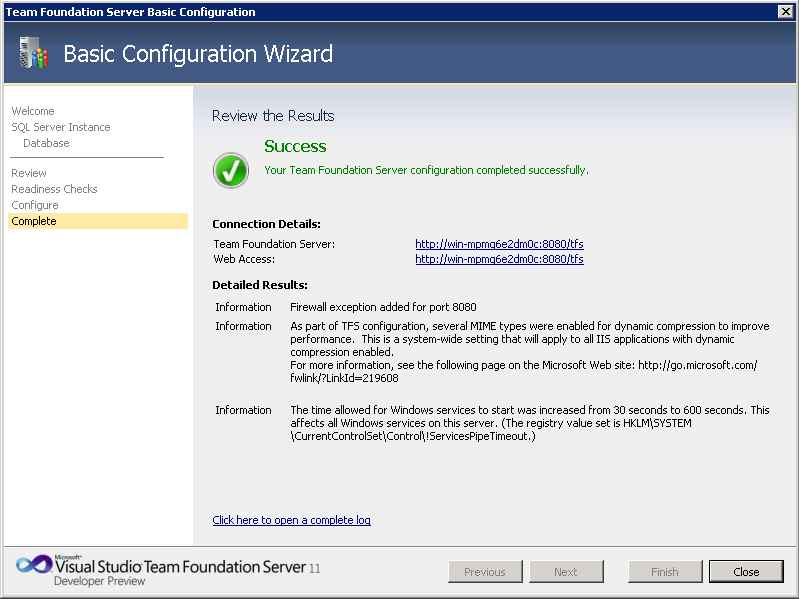 Team Foundation Server Basic Configuration
Basic Configuration Wizard
Welcome
SQL Server Instance
Database
Review
Readiness Checks
Configure
Complete
Review the Results
Success
Your Team Foundation Server configuration completed successfully.
Connection Details:
Team Foundation Server: http://win-mpmg6e2dm0c:8080/tfs
Web Access: http://win-mpmg6e2dm0c:8080/tfs
Detailed Results:
Information Firewall exception added for port 8080
Information As part of TFS configuration, several MIME types were enabled for dynamic compression to improve
performance.  This is a system-wide setting that will apply to all IIS applications with dynamic
compression enabled.
For more information, see the following page on the Microsoft Web site: http://go.microsoft.com/
fwlink/?LinkId=219608
Information The time allowed for Windows services to start was increased from 30 seconds to 600 seconds. This
affects all Windows services on this server. (The registry value set is HKLM\SYSTEM
\CurrentControlSet\Control\!ServicesPipeTimeout.)
Click here to open a complete log
Microsoft®
Visual Studio Team Foundation Server 11
Developer Preview
Previous Next Finish Close